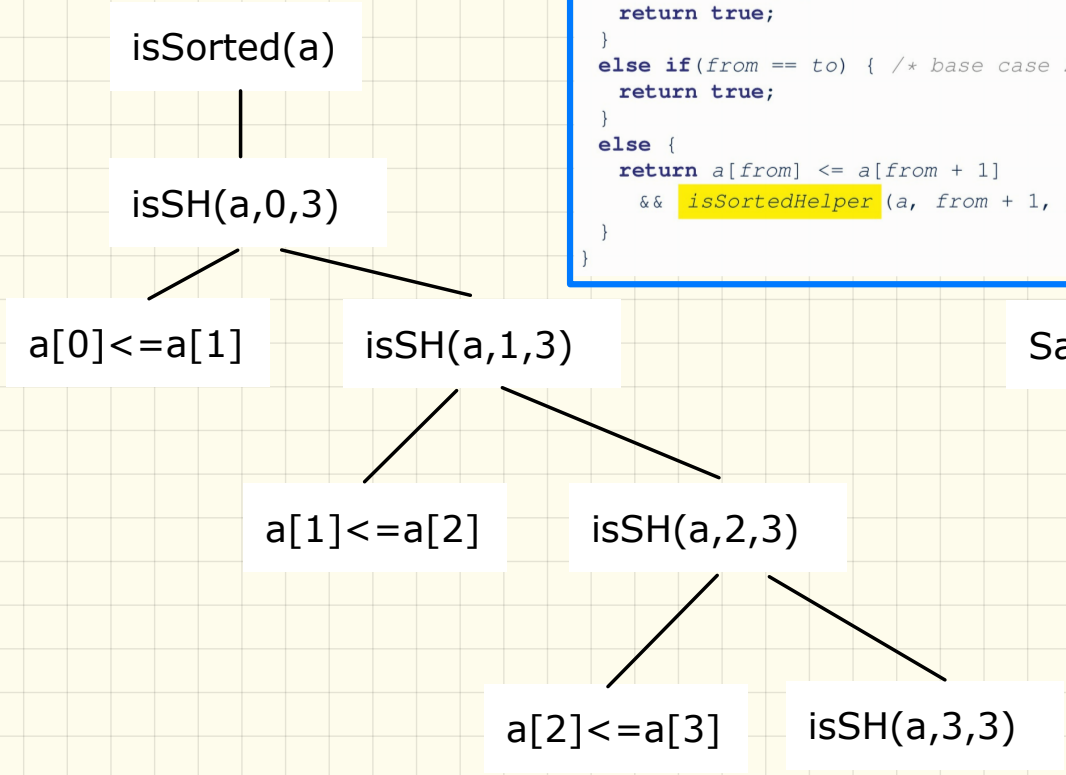 isSorted(a)
return true;
}
else if(from == to) { /* base case
return true;
}
else {
return a[from] <= a[from + 1]
&& isSortedHelper (a, from + 1,
}
}
isSH(a,0,3)
a[0]<=a[1]
isSH(a,1,3)
Sa
a[1]<=a[2]
isSH(a,2,3)
a[2]<=a[3]
isSH(a,3,3)